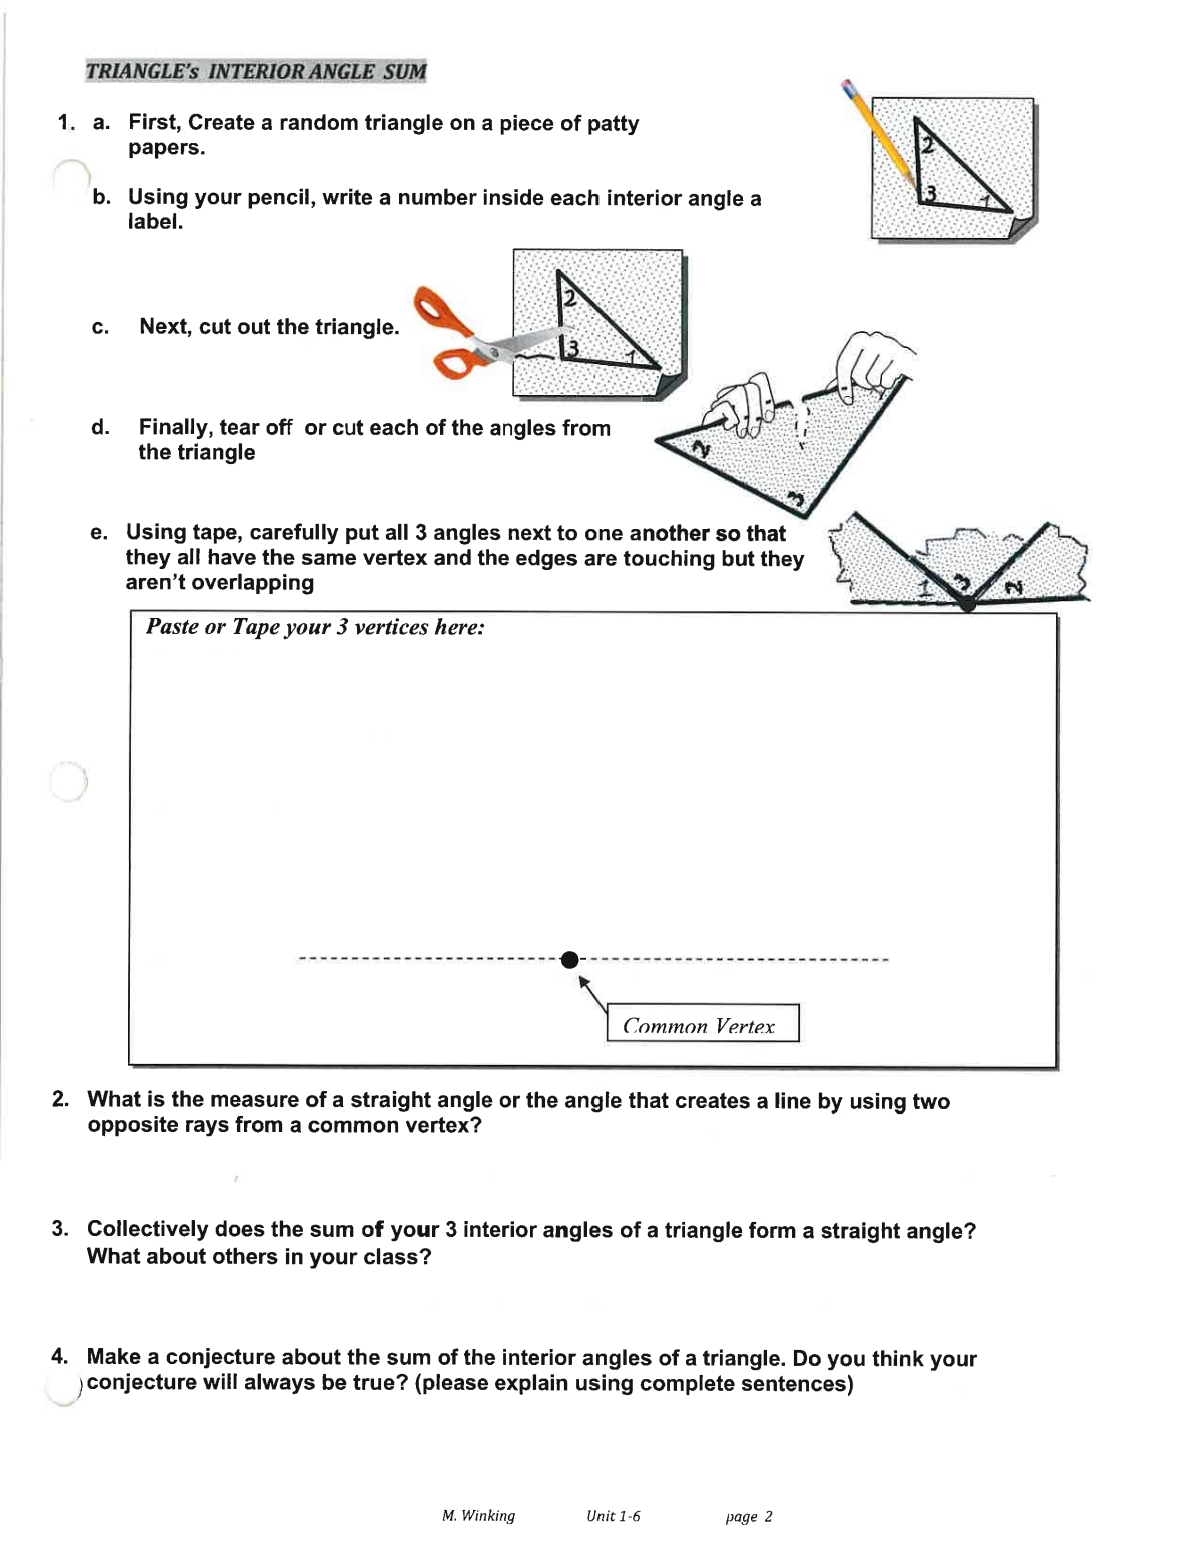 TRIANGLE's INTERIOR ANGLE SUM
1. a. First, Create a random triangle on a piece of patty
papers.
2
3
1
b. Using your pencil, write a number inside each interior angle a
label.
2
3
1
c. Next, cut out the triangle.
d. Finally, tear off or cut each of the angles from
the triangle
2
3
e. Using tape, carefully put all 3 angles next to one another so that
they all have the same vertex and the edges are touching but they
aren't overlapping
1 3 2
Paste or Tape your 3 vertices here:
Common Vertex
2. What is the measure of a straight angle or the angle that creates a line by using two
opposite rays from a common vertex?
3. Collectively does the sum of your 3 interior angles of a triangle form a straight angle?
What about others in your class?
4. Make a conjecture about the sum of the interior angles of a triangle. Do you think your
conjecture will always be true? (please explain using complete sentences)
M. Winking Unit 1-6 page 2